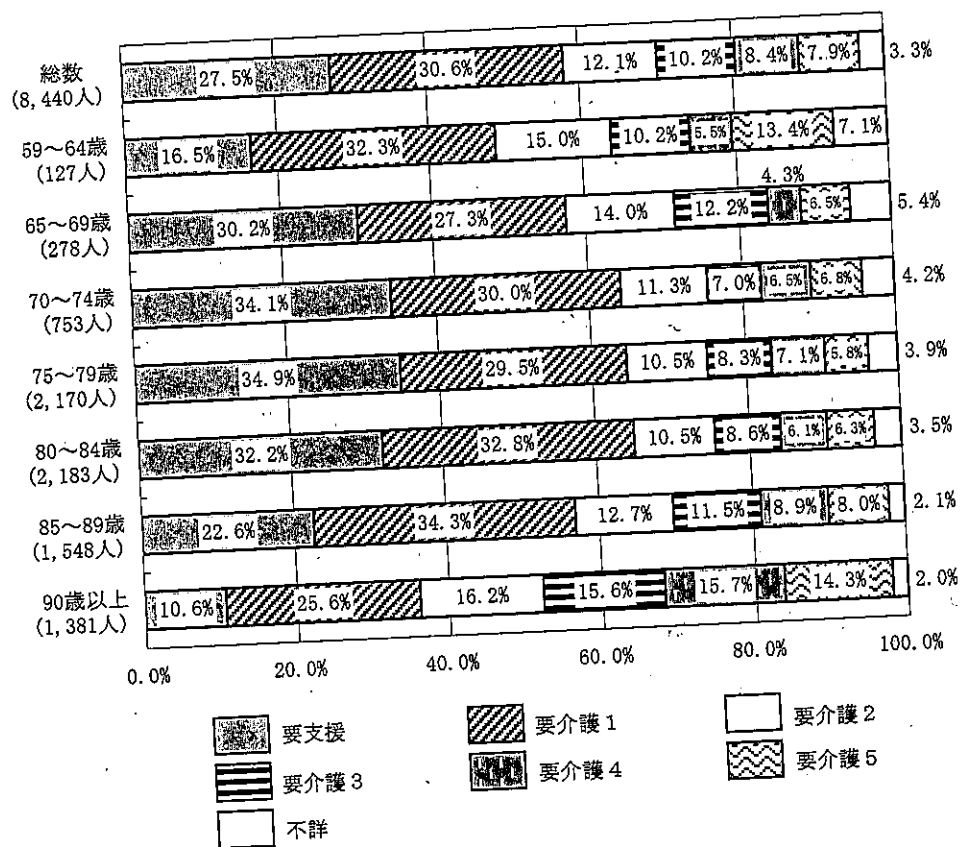 総数 27.5% 30.6% 12.1% 10.2% 8.4% 7.9% 3.3%
(8,440人)
59～64歳 16.5% 32.3% 15.0% 10.2% 5.5% 13.4% 7.1%
(127人)
4.3%
65～69歳 30.2% 27.3% 14.0% 12.2% 6.5% 5.4%
(278人)
70～74歳 34.1% 30.0% 11.3% 7.0% 6.5% 6.8% 4.2%
(753人)
75～79歳 34.9% 29.5% 10.5% 8.3% 7.1% 5.8% 3.9%
(2,170人)
80～84歳 32.2% 32.8% 10.5% 8.6% 6.1% 6.3% 3.5%
(2,183人)
85～89歳 22.6% 34.3% 12.7% 11.5% 8.9% 8.0% 2.1%
(1,548人)
90歳以上 10.6% 25.6% 16.2% 15.6% 15.7% 14.3% 2.0%
(1,381人)
0.0% 20.0% 40.0% 60.0% 80.0% 100.0%
要支援 要介護1 要介護2
要介護3 要介護4 要介護5
不詳